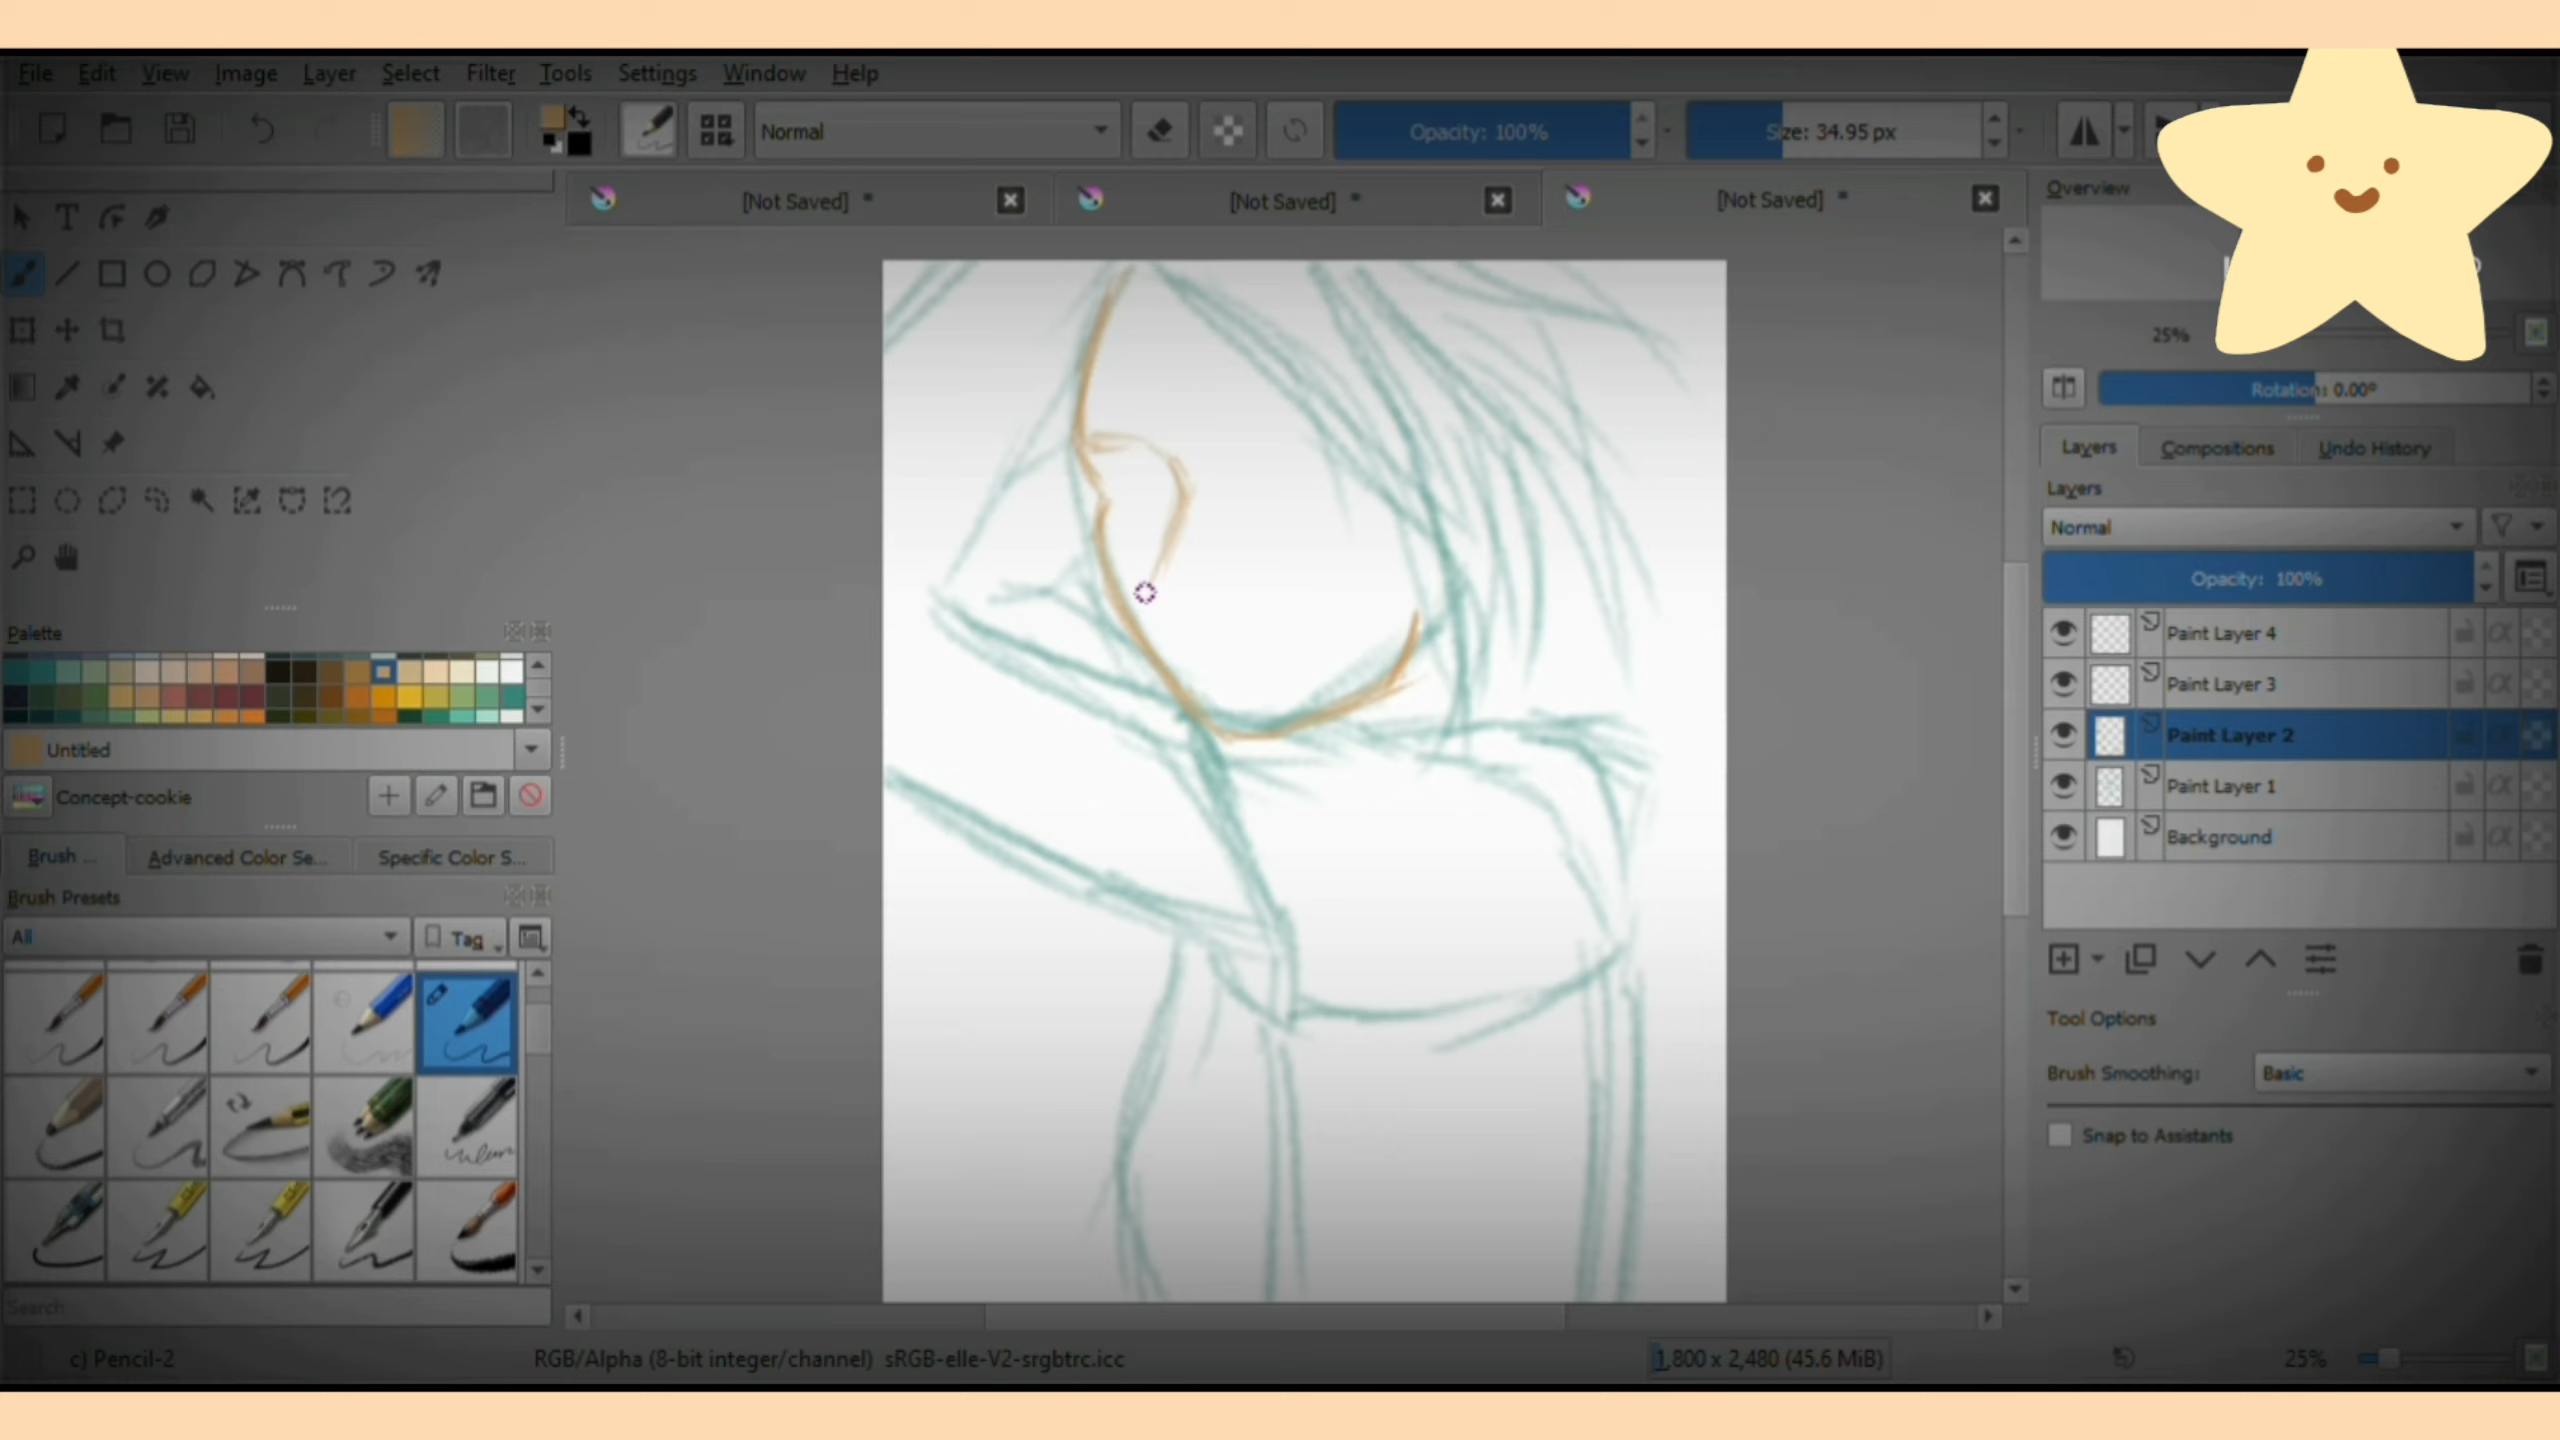 File Edit View Image Layer Select Filter Tools Settings Window Help
Normal Opacity: 100% Size: 34.95 px
[Not Saved] * [Not Saved] * [Not Saved] *
Overview
25%
Rotation: 0.00°
Layers Compositions Undo History
Layers
Normal
Opacity: 100%
Paint Layer 4
Paint Layer 3
Paint Layer 2
Paint Layer 1
Background
Tool Options
Brush Smoothing: Basic
Snap to Assistants
Palette
Untitled
Concept-cookie
Brush ... Advanced Color Se... Specific Color S...
Brush Presets
All Tag
Search
c) Pencil-2 RGB/Alpha (8-bit integer/channel) sRGB-elle-V2-srgbtrc.icc 1,800 x 2,480 (45.6 MiB) 25%